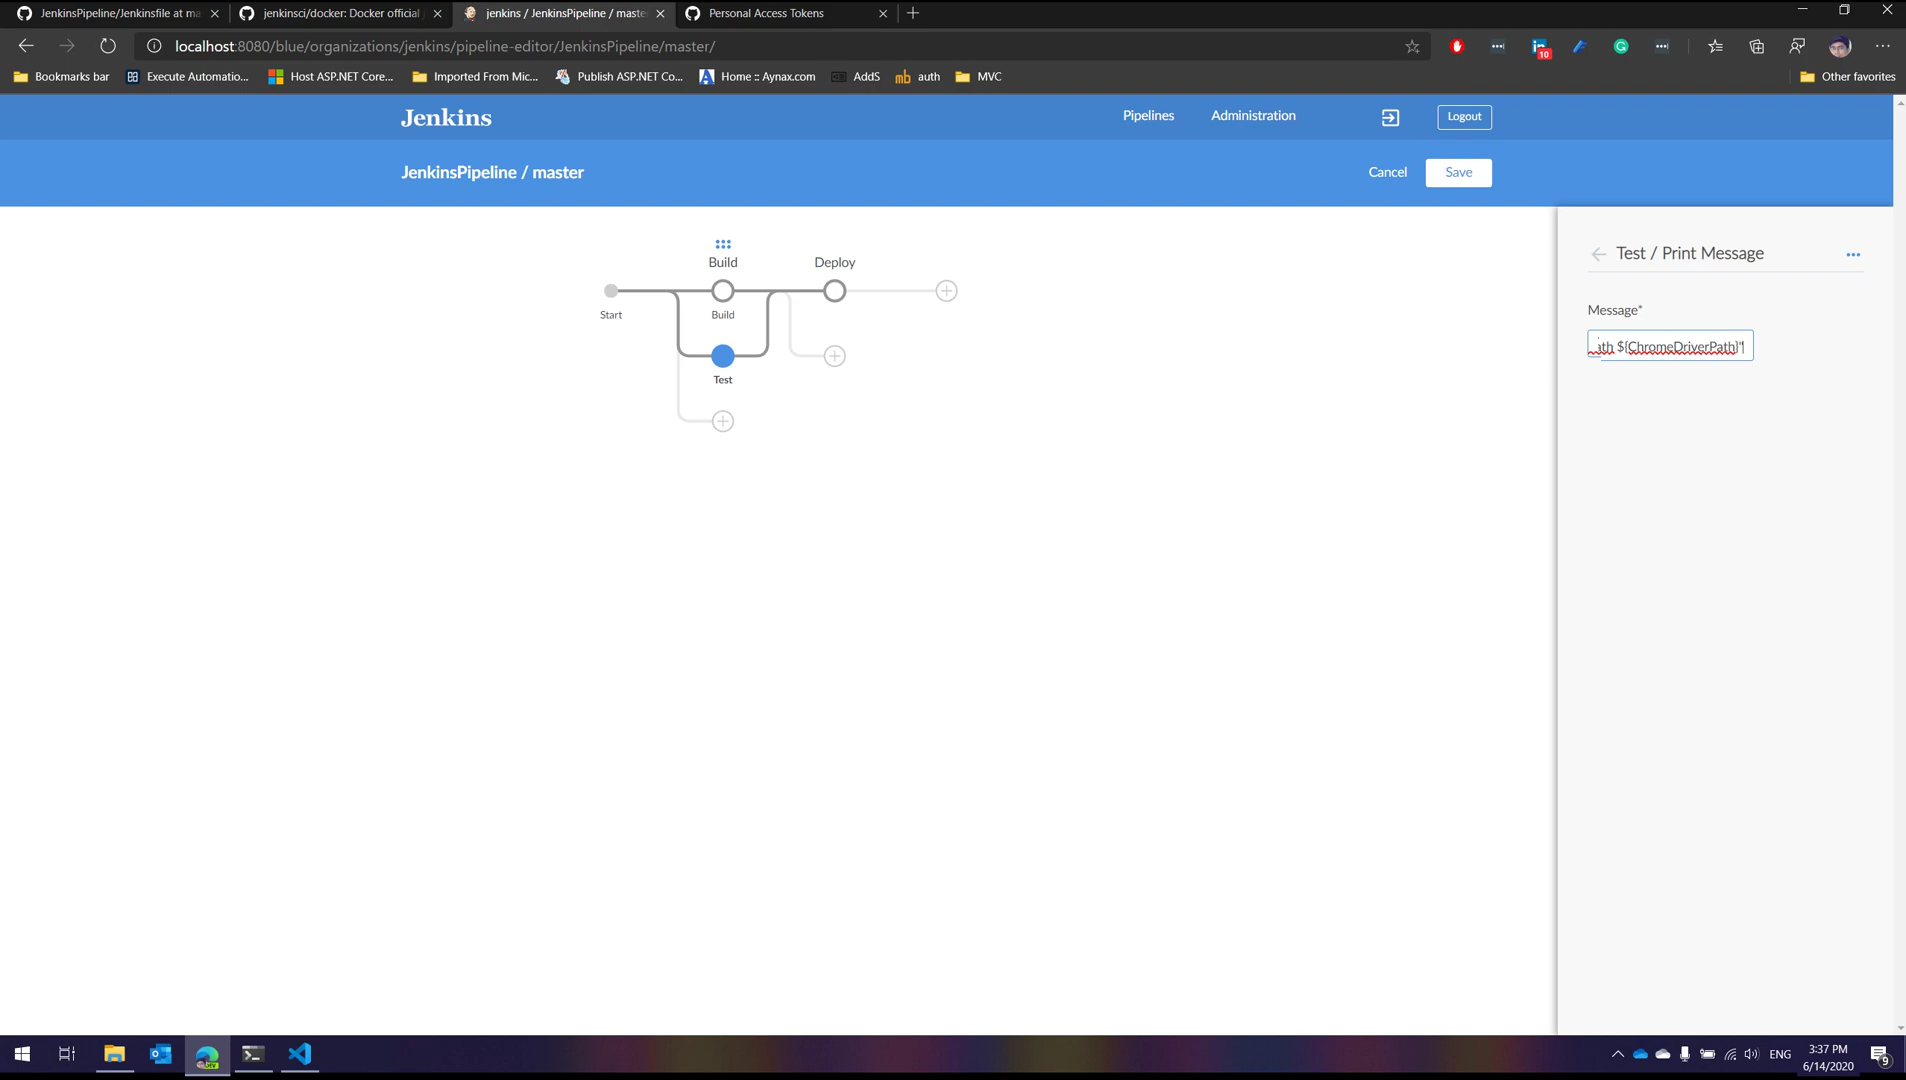 JenkinsPipeline/Jenkinsfile at ma
jenkinsci/docker: Docker official
jenkins / JenkinsPipeline / maste
Personal Access Tokens
localhost:8080/blue/organizations/jenkins/pipeline-editor/JenkinsPipeline/master/
10
Bookmarks bar
Execute Automatio...
Host ASP.NET Core...
Imported From Mic...
Publish ASP.NET Co...
Home :: Aynax.com
AddS
auth
MVC
Other favorites
Jenkins
Pipelines
Administration
Logout
JenkinsPipeline / master
Cancel
Save
Build
Deploy
Start
Build
Test
Test / Print Message
Message*
ath ${ChromeDriverPath}"
ENG
3:37 PM
6/14/2020
9